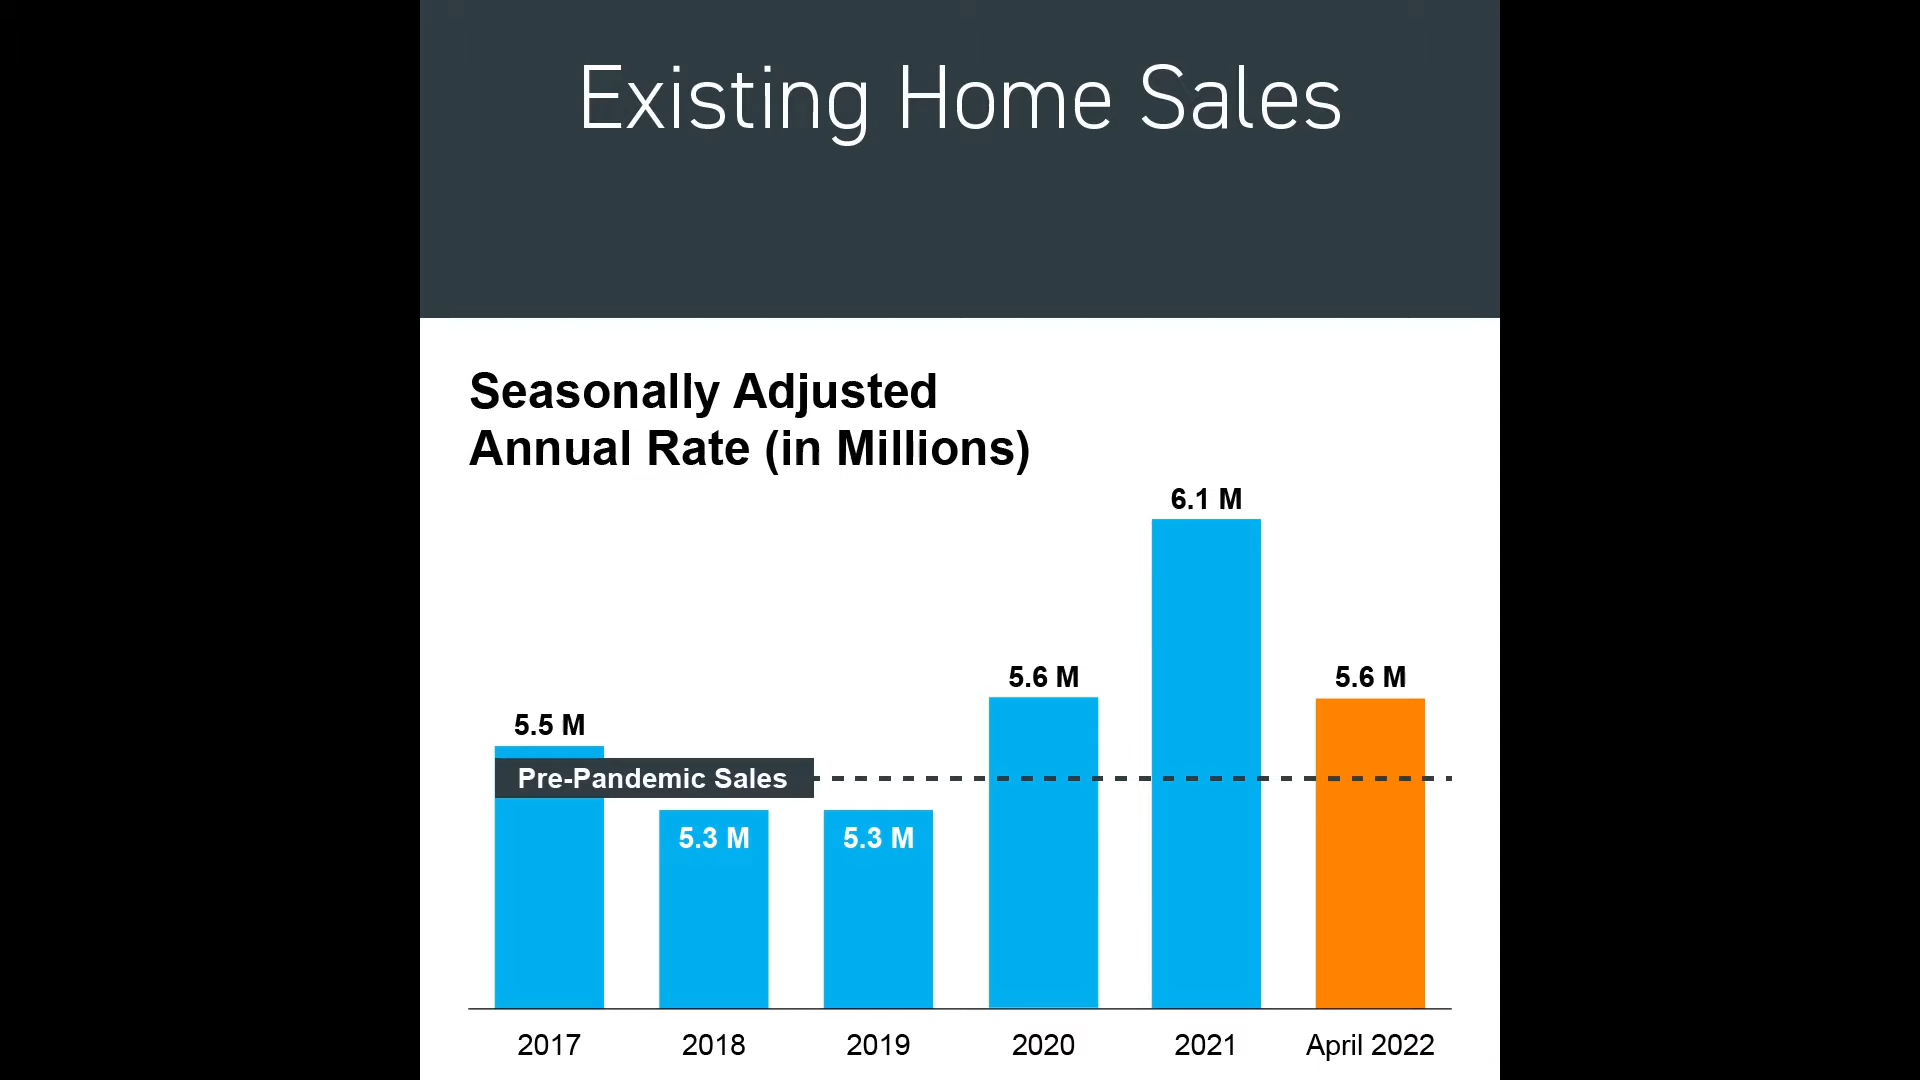 Existing Home Sales
Seasonally Adjusted
Annual Rate (in Millions)
6.1 M
5.6 M
5.6 M
5.5 M
Pre-Pandemic Sales
5.3 M
5.3 M
2017
2018
2019
2020
2021
April 2022